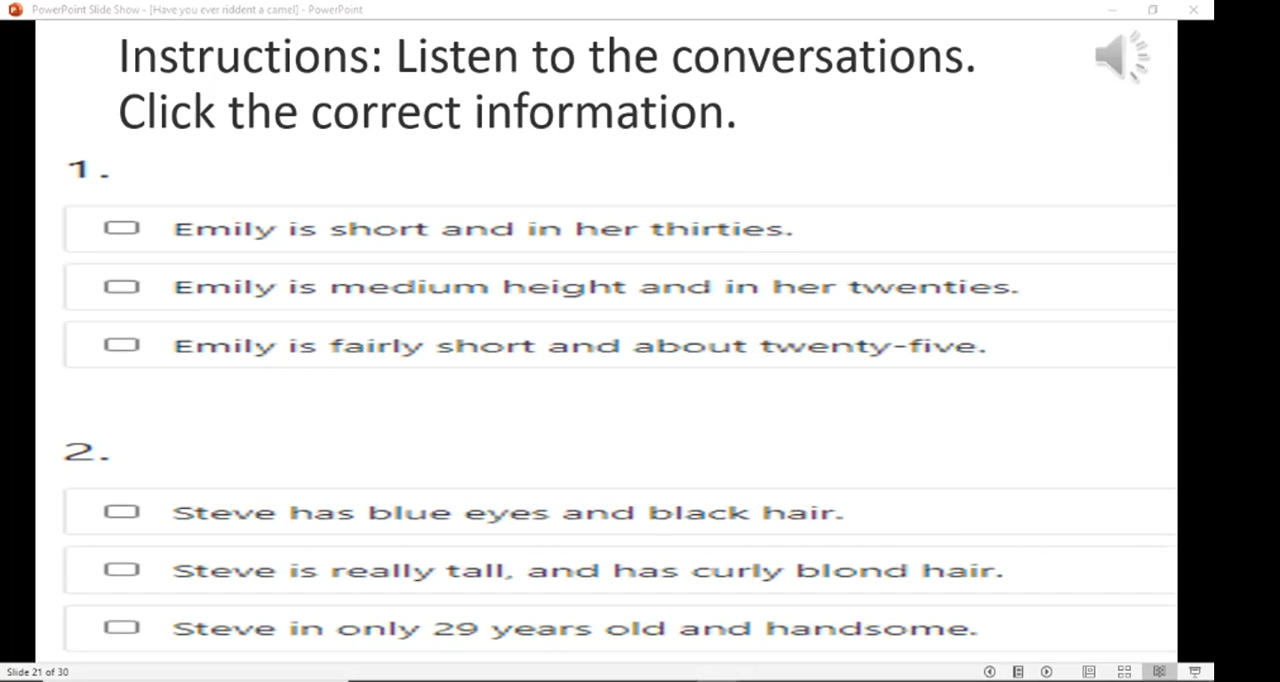 PowerPoint Slide Show - [Have you ever riddent a camel] - PowerPoint
Instructions: Listen to the conversations.
Click the correct information.
1.
Emily is short and in her thirties.
Emily is medium height and in her twenties.
Emily is fairly short and about twenty-five.
2.
Steve has blue eyes and black hair.
Steve is really tall, and has curly blond hair.
Steve in only 29 years old and handsome.
Slide 21 of 30